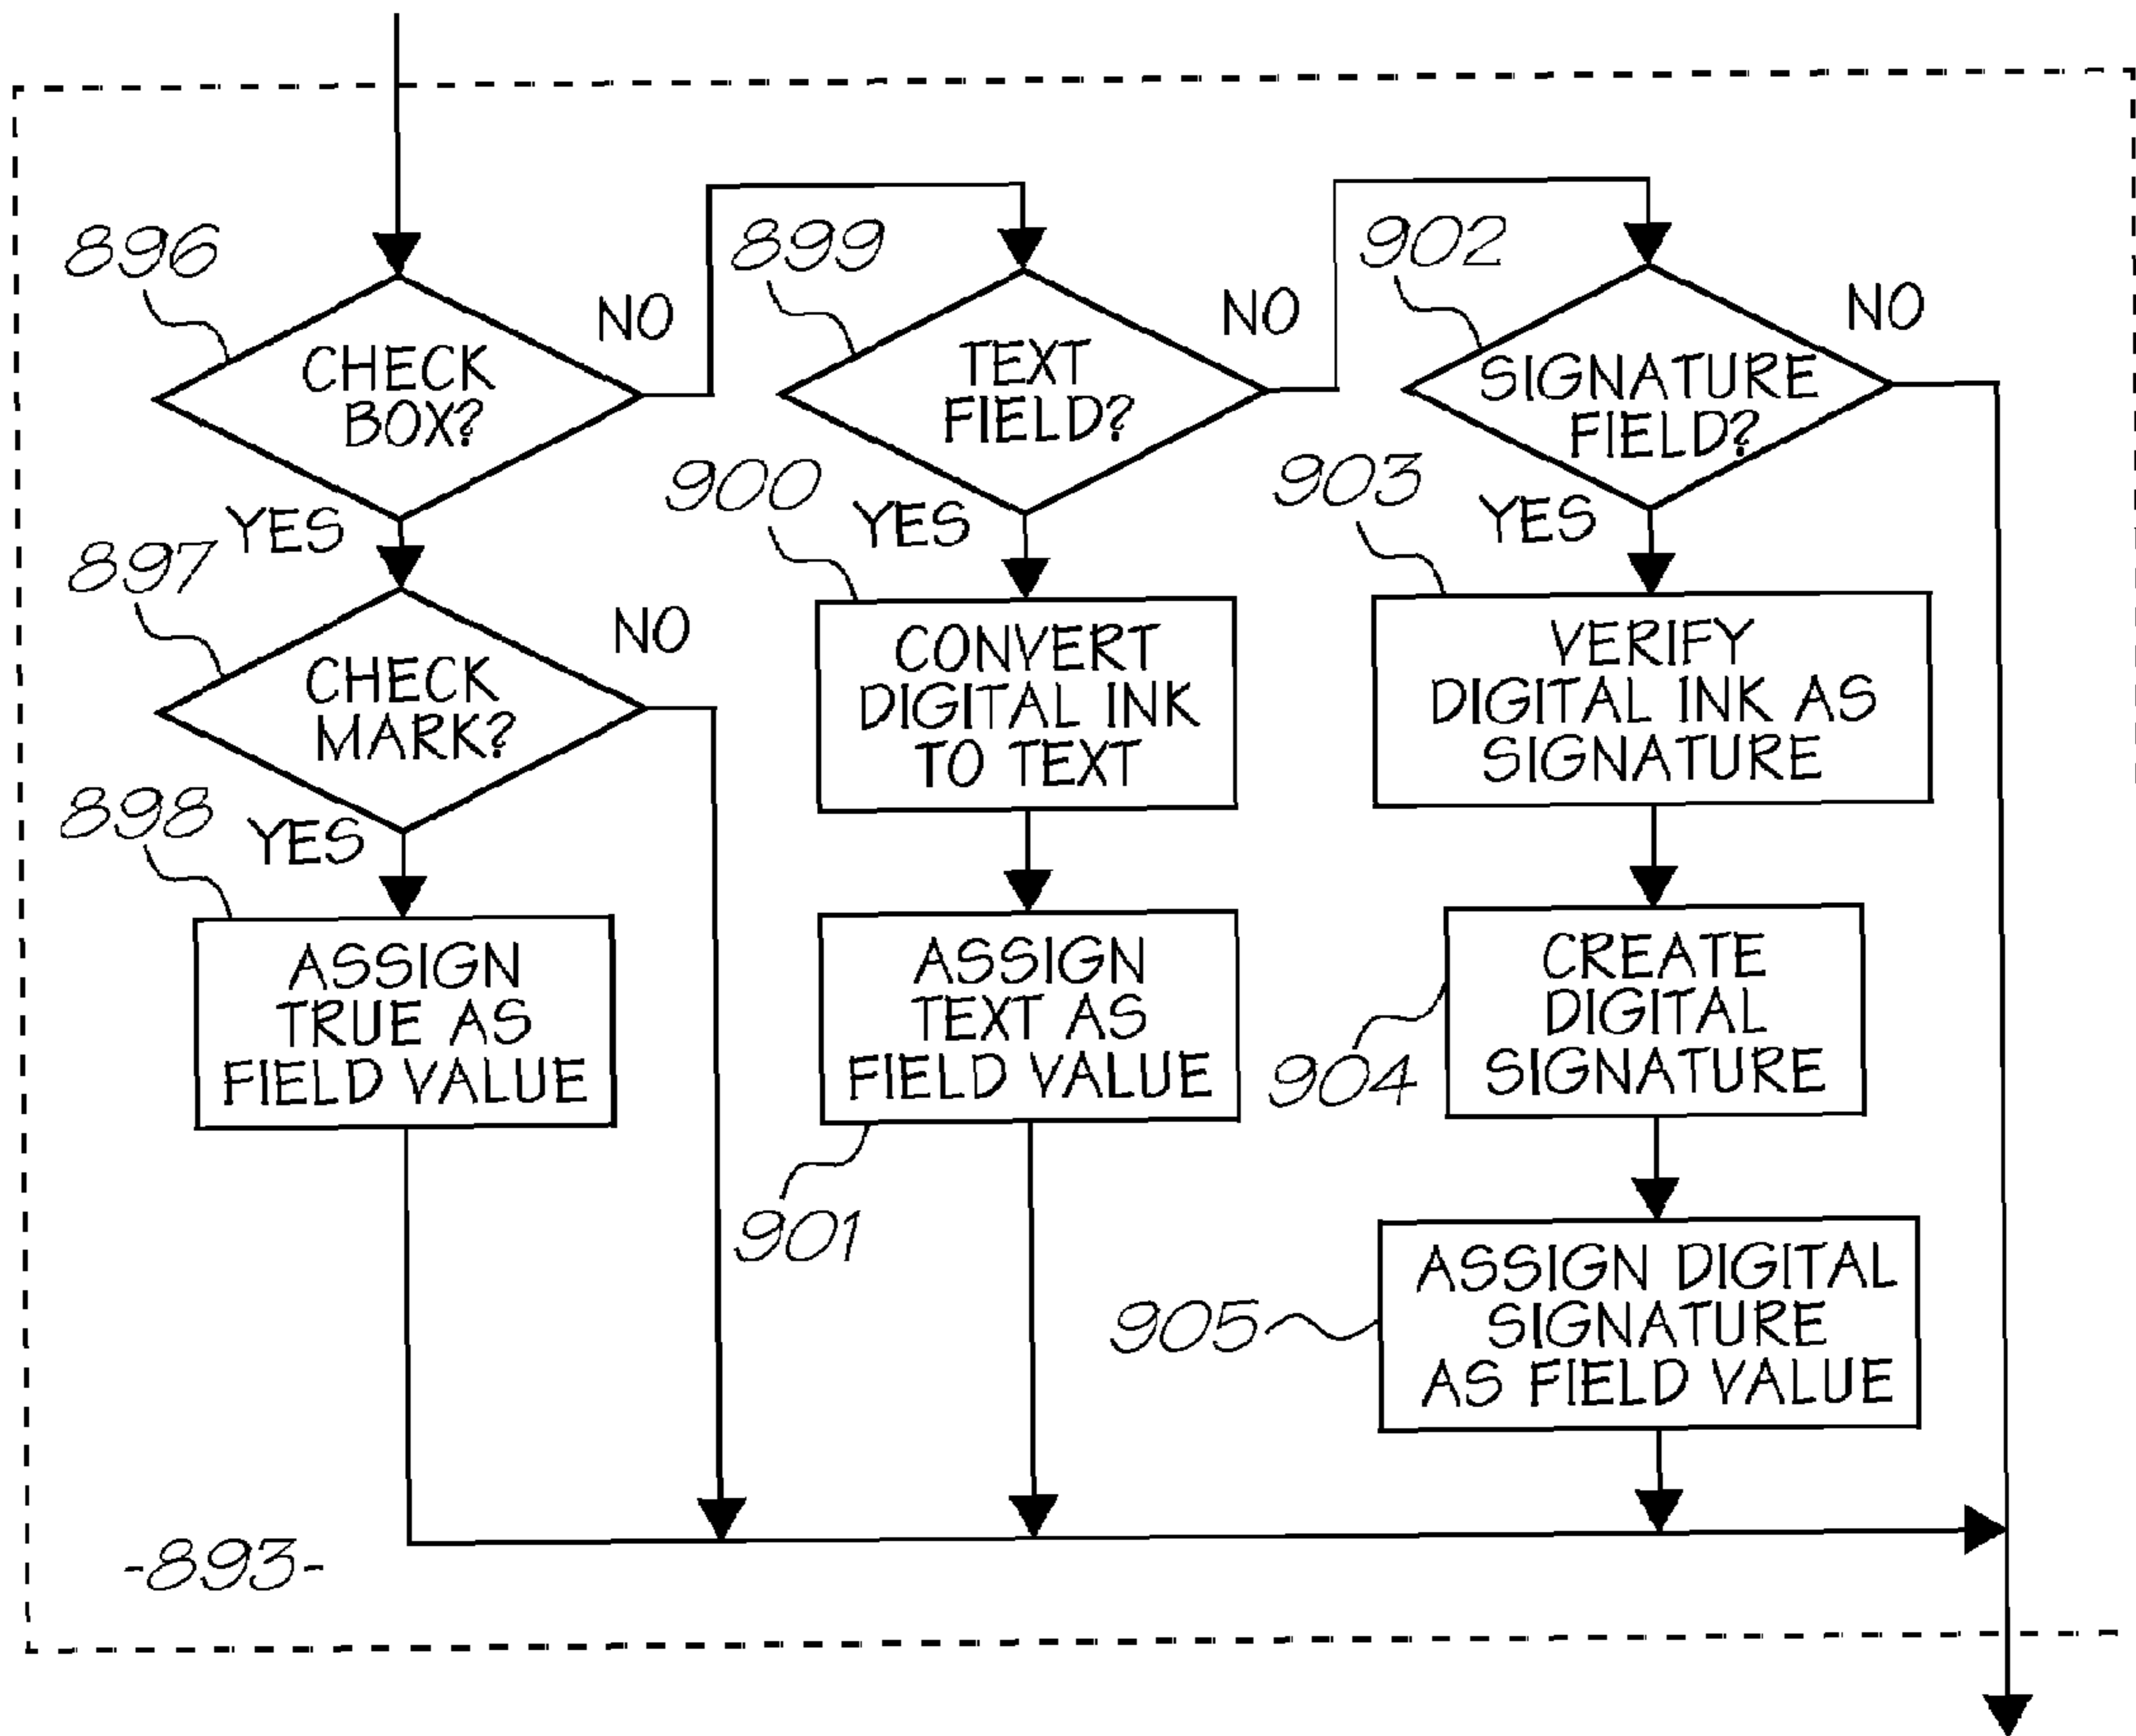 896
CHECK
BOX?
NO
YES
897
CHECK
MARK?
NO
YES
898
ASSIGN
TRUE AS
FIELD VALUE
899
TEXT
FIELD?
NO
YES
900
CONVERT
DIGITAL INK
TO TEXT
ASSIGN
TEXT AS
FIELD VALUE
901
902
SIGNATURE
FIELD?
NO
YES
903
VERIFY
DIGITAL INK AS
SIGNATURE
CREATE
DIGITAL
SIGNATURE
904
ASSIGN DIGITAL
SIGNATURE
AS FIELD VALUE
905
-893-